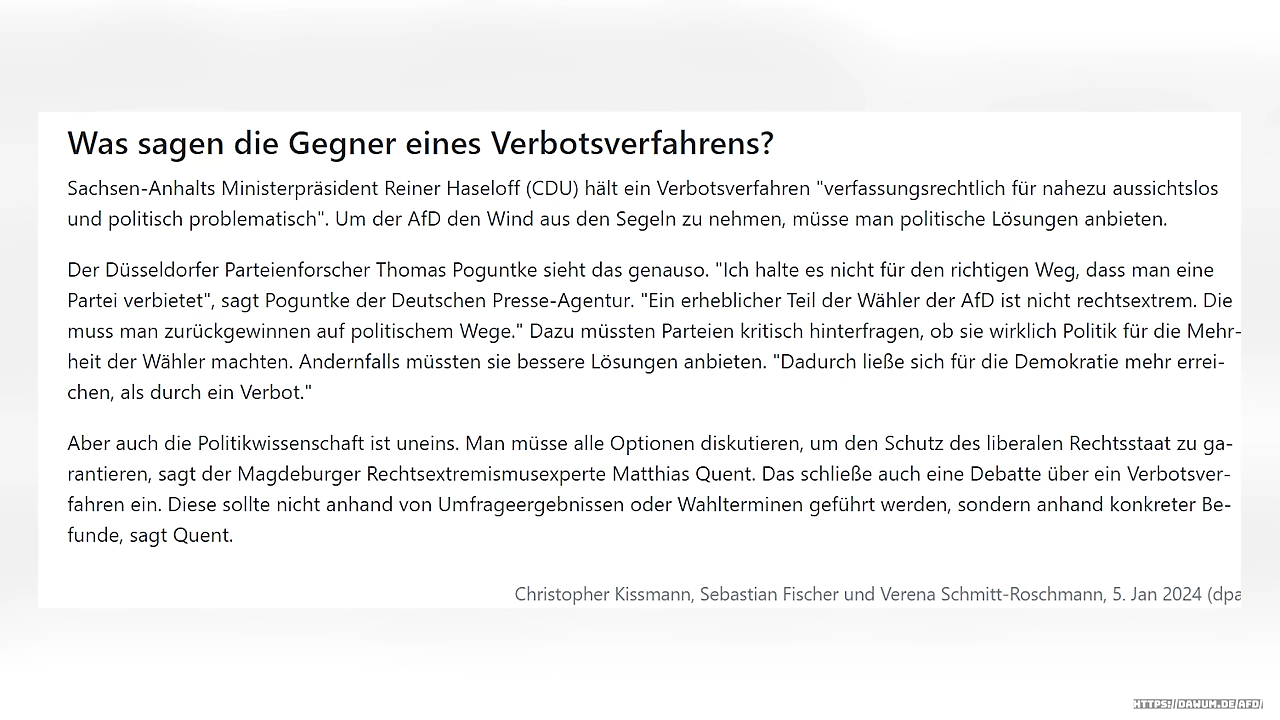 Was sagen die Gegner eines Verbotsverfahrens?
Sachsen-Anhalts Ministerpräsident Reiner Haseloff (CDU) hält ein Verbotsverfahren "verfassungsrechtlich für nahezu aussichtslos
und politisch problematisch". Um der AfD den Wind aus den Segeln zu nehmen, müsse man politische Lösungen anbieten.
Der Düsseldorfer Parteienforscher Thomas Poguntke sieht das genauso. "Ich halte es nicht für den richtigen Weg, dass man eine
Partei verbietet", sagt Poguntke der Deutschen Presse-Agentur. "Ein erheblicher Teil der Wähler der AfD ist nicht rechtsextrem. Die
muss man zurückgewinnen auf politischem Wege." Dazu müssten Parteien kritisch hinterfragen, ob sie wirklich Politik für die Mehr-
heit der Wähler machten. Andernfalls müssten sie bessere Lösungen anbieten. "Dadurch ließe sich für die Demokratie mehr errei-
chen, als durch ein Verbot."
Aber auch die Politikwissenschaft ist uneins. Man müsse alle Optionen diskutieren, um den Schutz des liberalen Rechtsstaat zu ga-
rantieren, sagt der Magdeburger Rechtsextremismusexperte Matthias Quent. Das schließe auch eine Debatte über ein Verbotsver-
fahren ein. Diese sollte nicht anhand von Umfrageergebnissen oder Wahlterminen geführt werden, sondern anhand konkreter Be-
funde, sagt Quent.
Christopher Kissmann, Sebastian Fischer und Verena Schmitt-Roschmann, 5. Jan 2024 (dpa
HTTPS://DAWUM.DE/AFD/